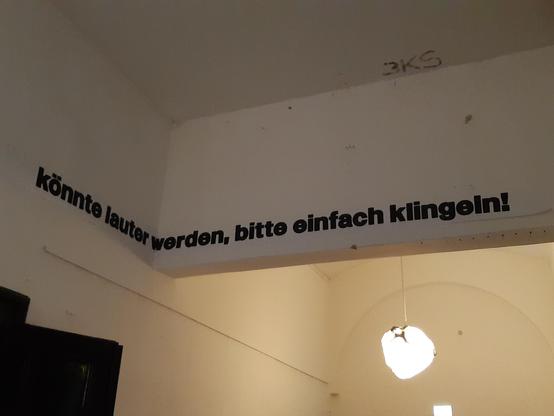 3KS
könnte lauter werden, bitte einfach klingeln!